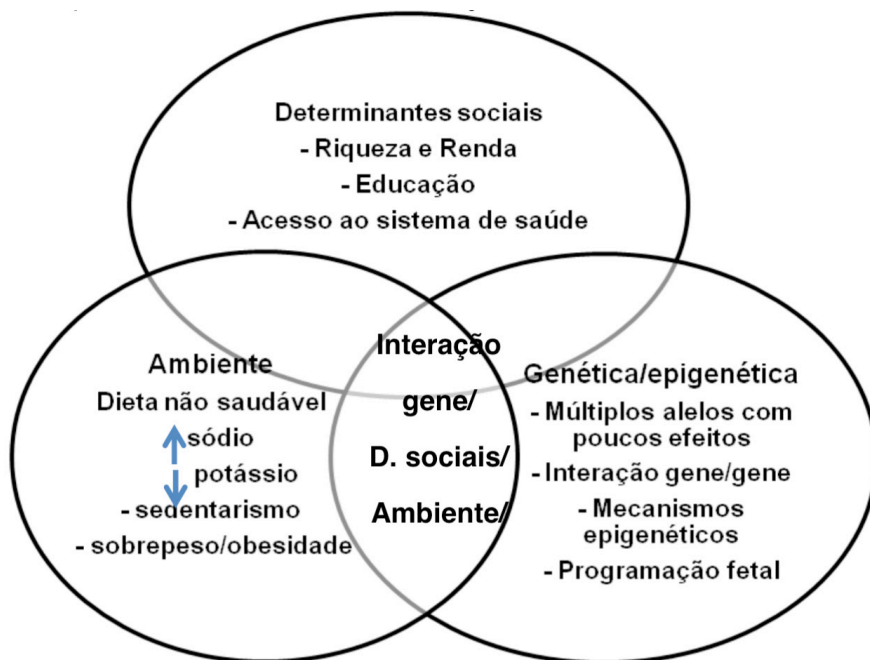 Determinantes sociais
- Riqueza e Renda
- Educação
- Acesso ao sistema de saúde
Ambiente
Dieta não saudável
sódio
potássio
- sedentarismo
- sobrepeso/obesidade
Interação
gene/
D. sociais/
Ambiente/
Genética/epigenética
- Múltiplos alelos com
poucos efeitos
- Interação gene/gene
- Mecanismos
epigenéticos
- Programação fetal